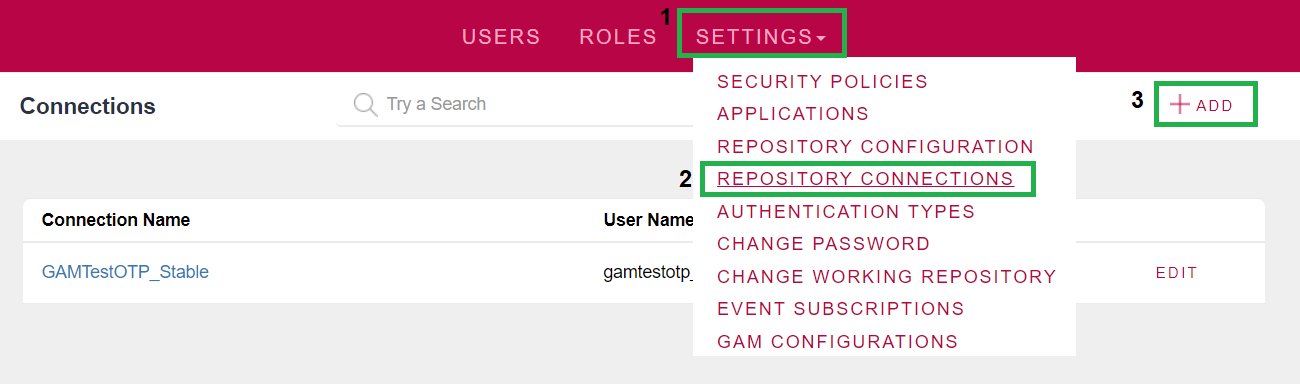 USERS ROLES 1 SETTINGS
Connections
Try a Search
SECURITY POLICIES
APPLICATIONS
REPOSITORY CONFIGURATION
2 REPOSITORY CONNECTIONS
AUTHENTICATION TYPES
CHANGE PASSWORD
CHANGE WORKING REPOSITORY
EVENT SUBSCRIPTIONS
GAM CONFIGURATIONS
3 + ADD
Connection Name User Name
GAMTestOTP_Stable gamtestotp_ EDIT